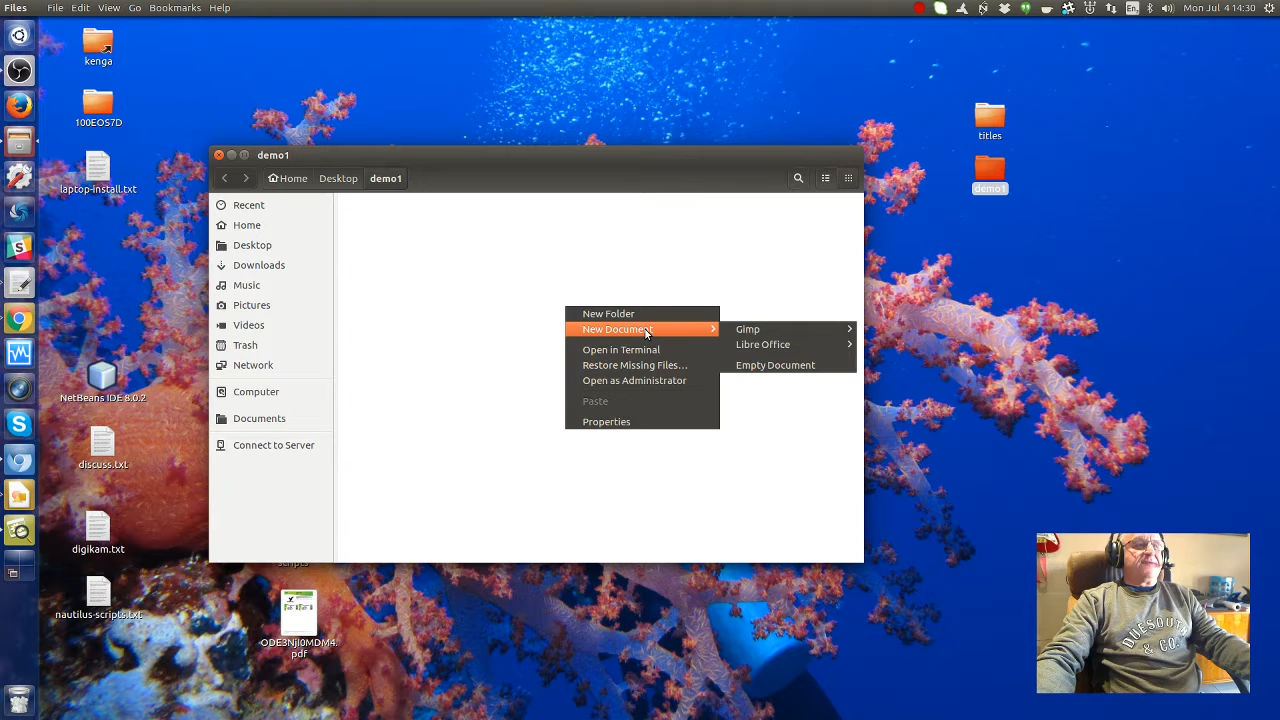 Files File Edit View Go Bookmarks Help En Mon Jul 4 14:30
kenga
100EOS7D
laptop-install.txt
NetBeans IDE 8.0.2
discuss.txt
digikam.txt
nautilus-scripts.txt
scripts
ODE3NjI0MDM4.
pdf
titles
demo1
demo1
Home Desktop demo1
Recent
Home
Desktop
Downloads
Music
Pictures
Videos
Trash
Network
Computer
Documents
Connect to Server
New Folder
New Document
Open in Terminal
Restore Missing Files...
Open as Administrator
Paste
Properties
Gimp
Libre Office
Empty Document
DUESOUTH
& CO.